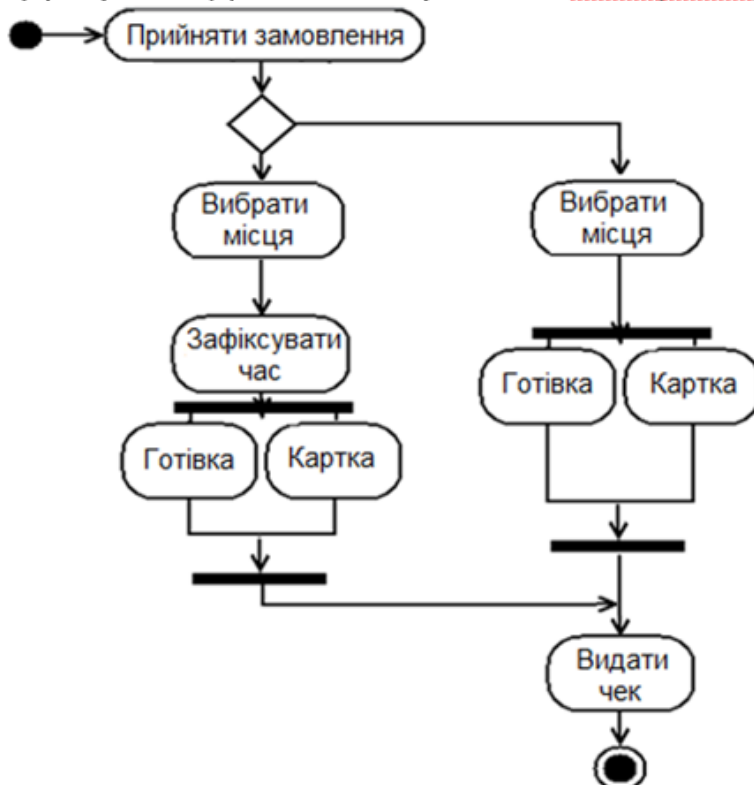 Прийняти замовлення
Вибрати
місця
Вибрати
місця
Зафіксувати
час
Готівка
Картка
Готівка
Картка
Видати
чек